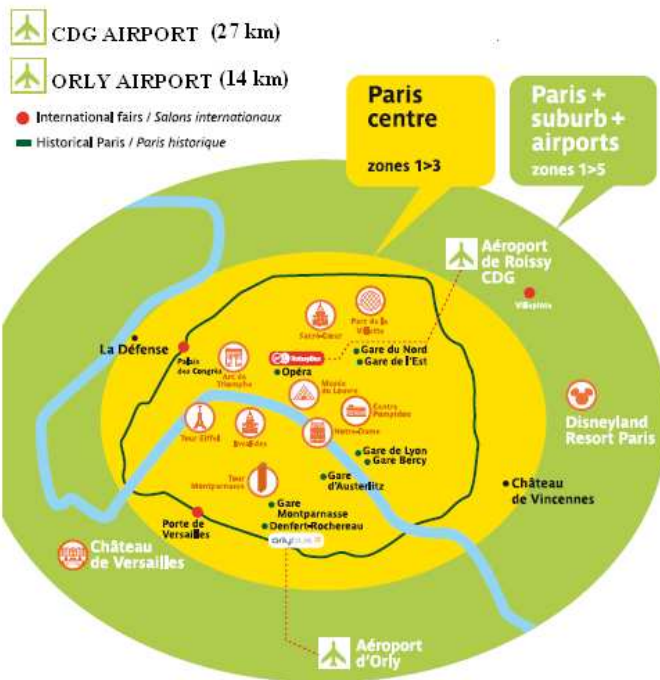 CDG AIRPORT (27 km)
ORLY AIRPORT (14 km)
International fairs / Salons internationaux
Historical Paris / Paris historique
Paris
centre
zones 1>3
Paris +
suburb +
airports
zones 1>5
Aéroport
de Roissy
CDG
Villepinte
Parc de la
Villette
Sacré-Cœur
La Défense
Palais
des Congrès
Arc de
Triomphe
RoissyBus
Opéra
Gare du Nord
Gare de l'Est
Musée
du Louvre
Centre
Pompidou
Disneyland
Resort Paris
Tour Eiffel
Invalides
Notre-Dame
Gare de Lyon
Gare Bercy
Tour
Montparnasse
Gare
d'Austerlitz
Château
de Vincennes
Gare
Montparnasse
Porte de
Versailles
Denfert-Rochereau
orlybus
Château
de Versailles
Aéroport
d'Orly